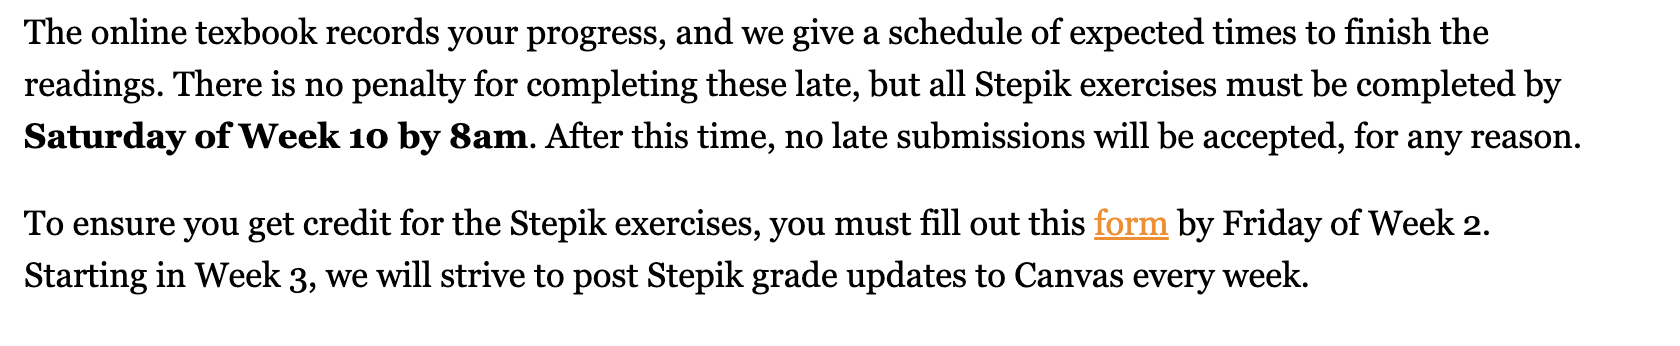 The online texbook records your progress, and we give a schedule of expected times to finish the
readings. There is no penalty for completing these late, but all Stepik exercises must be completed by
Saturday of Week 10 by 8am. After this time, no late submissions will be accepted, for any reason.
To ensure you get credit for the Stepik exercises, you must fill out this form by Friday of Week 2.
Starting in Week 3, we will strive to post Stepik grade updates to Canvas every week.